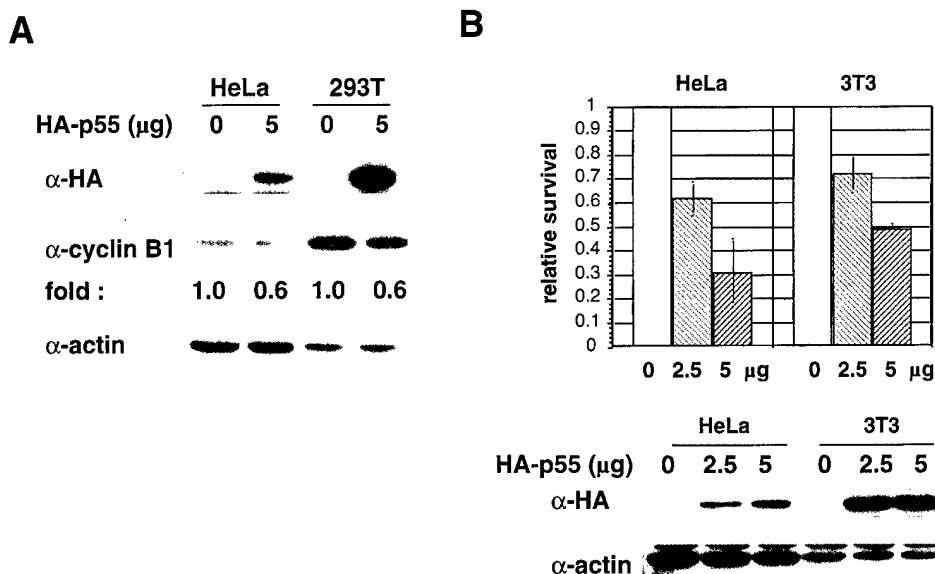 A
HeLa 293T
HA-p55 (μg) 0 5 0 5
α-HA
α-cyclin B1
fold : 1.0 0.6 1.0 0.6
α-actin
B
HeLa 3T3
relative survival
1
0.9
0.8
0.7
0.6
0.5
0.4
0.3
0.2
0.1
0
0 2.5 5 μg 0 2.5 5 μg
HeLa 3T3
HA-p55 (μg) 0 2.5 5 0 2.5 5
α-HA
α-actin